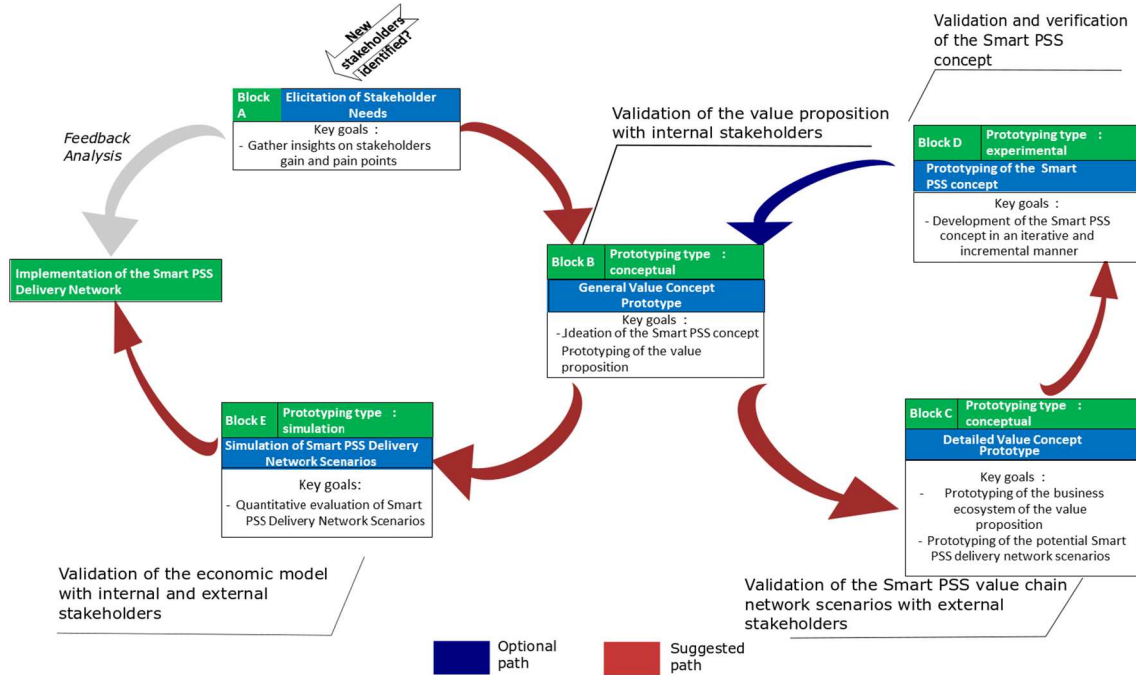 New
stakeholders
identified?
Block
A
Elicitation of Stakeholder
Needs
Key goals :
- Gather insights on stakeholders
gain and pain points
Feedback
Analysis
Validation of the value proposition
with internal stakeholders
Validation and verification
of the Smart PSS
concept
Block D
Prototyping type :
experimental
Prototyping of the Smart
PSS concept
Key goals :
- Development of the Smart PSS
concept in an iterative and
incremental manner
Implementation of the Smart PSS
Delivery Network
Block B
Prototyping type :
conceptual
General Value Concept
Prototype
Key goals :
- Ideation of the Smart PSS concept
Prototyping of the value
proposition
Block E
Prototyping type :
simulation
Simulation of Smart PSS Delivery
Network Scenarios
Key goals:
- Quantitative evaluation of Smart
PSS Delivery Network Scenarios
Block C
Prototyping type :
conceptual
Detailed Value Concept
Prototype
Key goals :
- Prototyping of the business
ecosystem of the value
proposition
- Prototyping of the potential Smart
PSS delivery network scenarios
Validation of the economic model
with internal and external
stakeholders
Validation of the Smart PSS value chain
network scenarios with external
stakeholders
Optional
path
Suggested
path